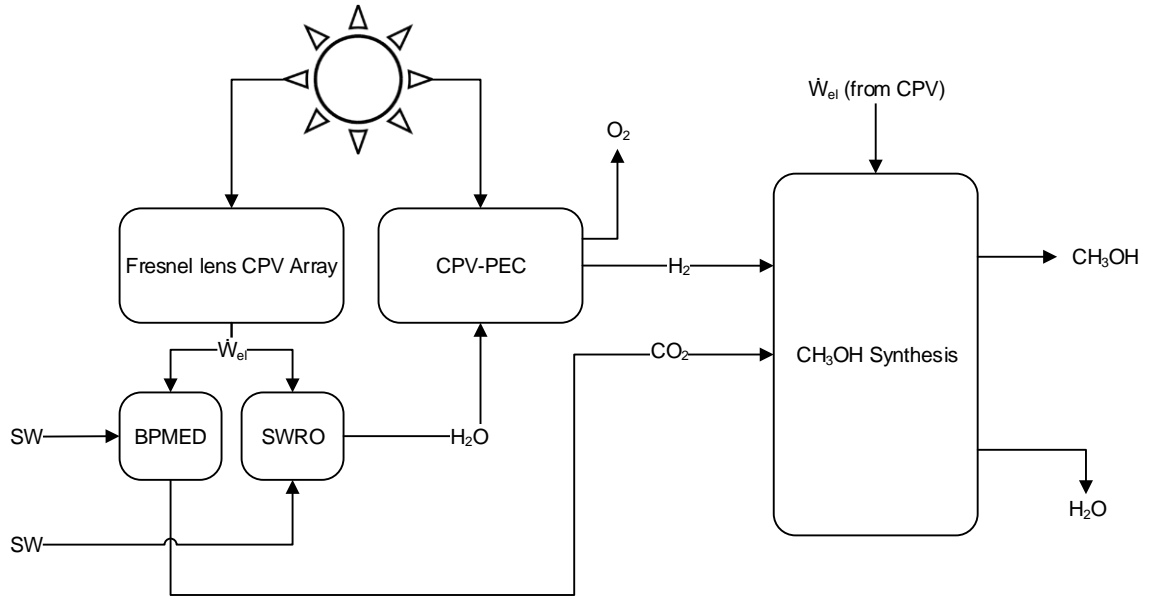 Ẇel (from CPV)
O₂
Fresnel lens CPV Array
CPV-PEC
H₂
CH₃OH
Ẇel
CO₂
CH₃OH Synthesis
SW
BPMED
SWRO
H₂O
H₂O
SW